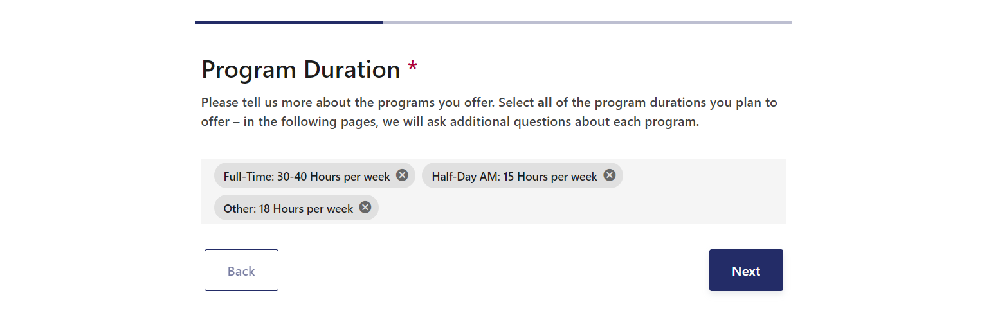 Program Duration *
Please tell us more about the programs you offer. Select all of the program durations you plan to
offer – in the following pages, we will ask additional questions about each program.
Full-Time: 30-40 Hours per week Half-Day AM: 15 Hours per week
Other: 18 Hours per week
Back Next